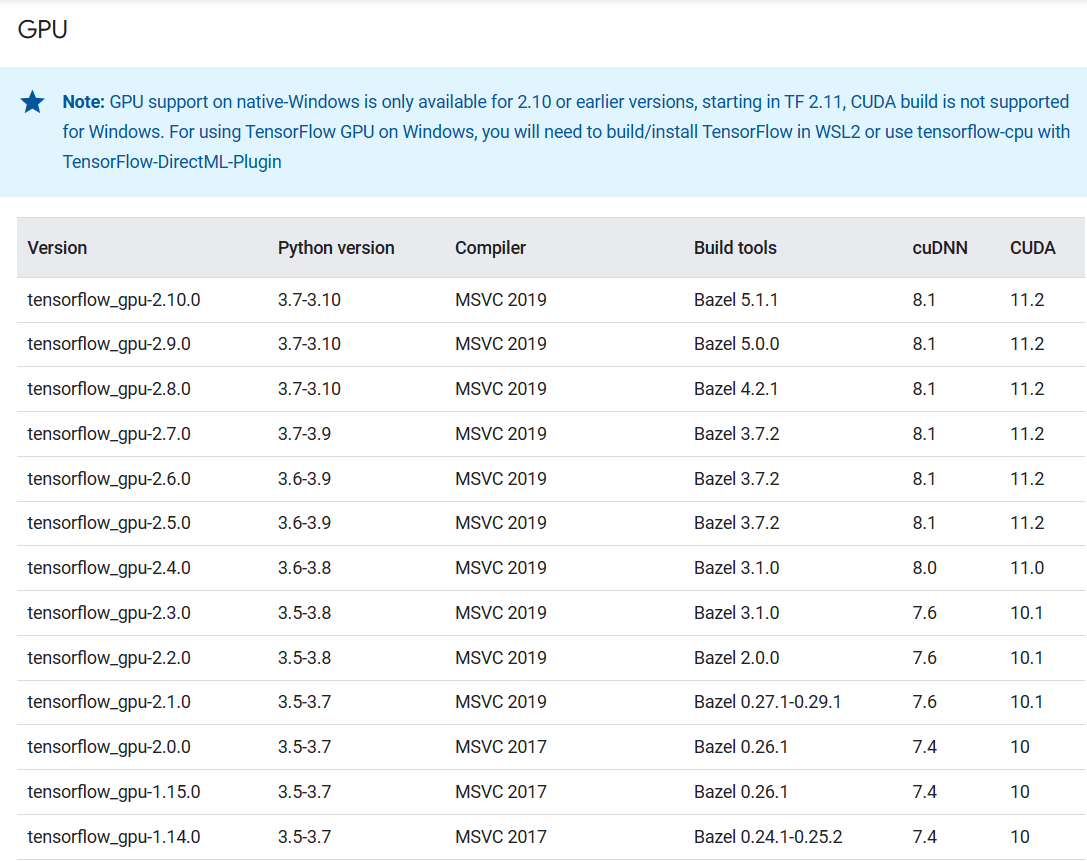 GPU
Note: GPU support on native-Windows is only available for 2.10 or earlier versions, starting in TF 2.11, CUDA build is not supported
for Windows. For using TensorFlow GPU on Windows, you will need to build/install TensorFlow in WSL2 or use tensorflow-cpu with
TensorFlow-DirectML-Plugin
Version Python version Compiler Build tools cuDNN CUDA
tensorflow_gpu-2.10.0 3.7-3.10 MSVC 2019 Bazel 5.1.1 8.1 11.2
tensorflow_gpu-2.9.0 3.7-3.10 MSVC 2019 Bazel 5.0.0 8.1 11.2
tensorflow_gpu-2.8.0 3.7-3.10 MSVC 2019 Bazel 4.2.1 8.1 11.2
tensorflow_gpu-2.7.0 3.7-3.9 MSVC 2019 Bazel 3.7.2 8.1 11.2
tensorflow_gpu-2.6.0 3.6-3.9 MSVC 2019 Bazel 3.7.2 8.1 11.2
tensorflow_gpu-2.5.0 3.6-3.9 MSVC 2019 Bazel 3.7.2 8.1 11.2
tensorflow_gpu-2.4.0 3.6-3.8 MSVC 2019 Bazel 3.1.0 8.0 11.0
tensorflow_gpu-2.3.0 3.5-3.8 MSVC 2019 Bazel 3.1.0 7.6 10.1
tensorflow_gpu-2.2.0 3.5-3.8 MSVC 2019 Bazel 2.0.0 7.6 10.1
tensorflow_gpu-2.1.0 3.5-3.7 MSVC 2019 Bazel 0.27.1-0.29.1 7.6 10.1
tensorflow_gpu-2.0.0 3.5-3.7 MSVC 2017 Bazel 0.26.1 7.4 10
tensorflow_gpu-1.15.0 3.5-3.7 MSVC 2017 Bazel 0.26.1 7.4 10
tensorflow_gpu-1.14.0 3.5-3.7 MSVC 2017 Bazel 0.24.1-0.25.2 7.4 10